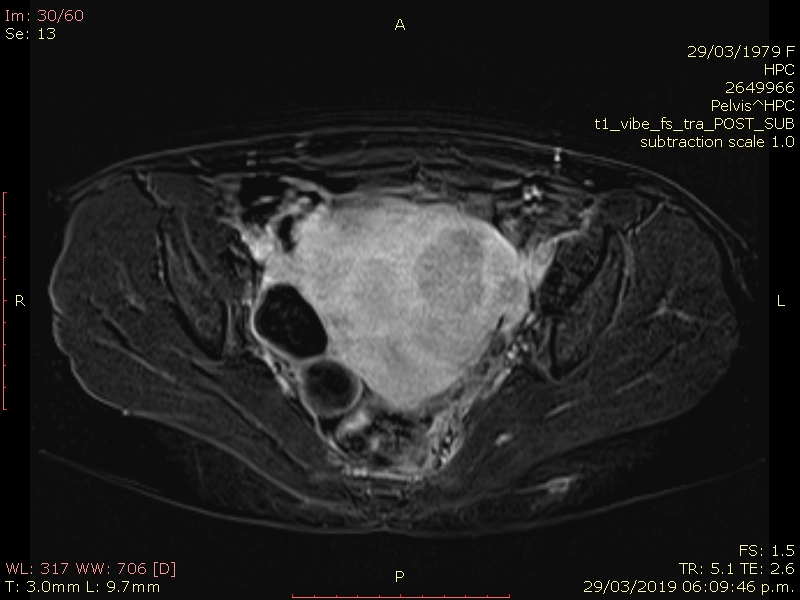 Im: 30/60
Se: 13
A
29/03/1979 F
HPC
2649966
Pelvis^HPC
t1_vibe_fs_tra_POST_SUB
subtraction scale 1.0
R
L
WL: 317 WW: 706 [D]
T: 3.0mm L: 9.7mm
P
FS: 1.5
TR: 5.1 TE: 2.6
29/03/2019 06:09:46 p.m.